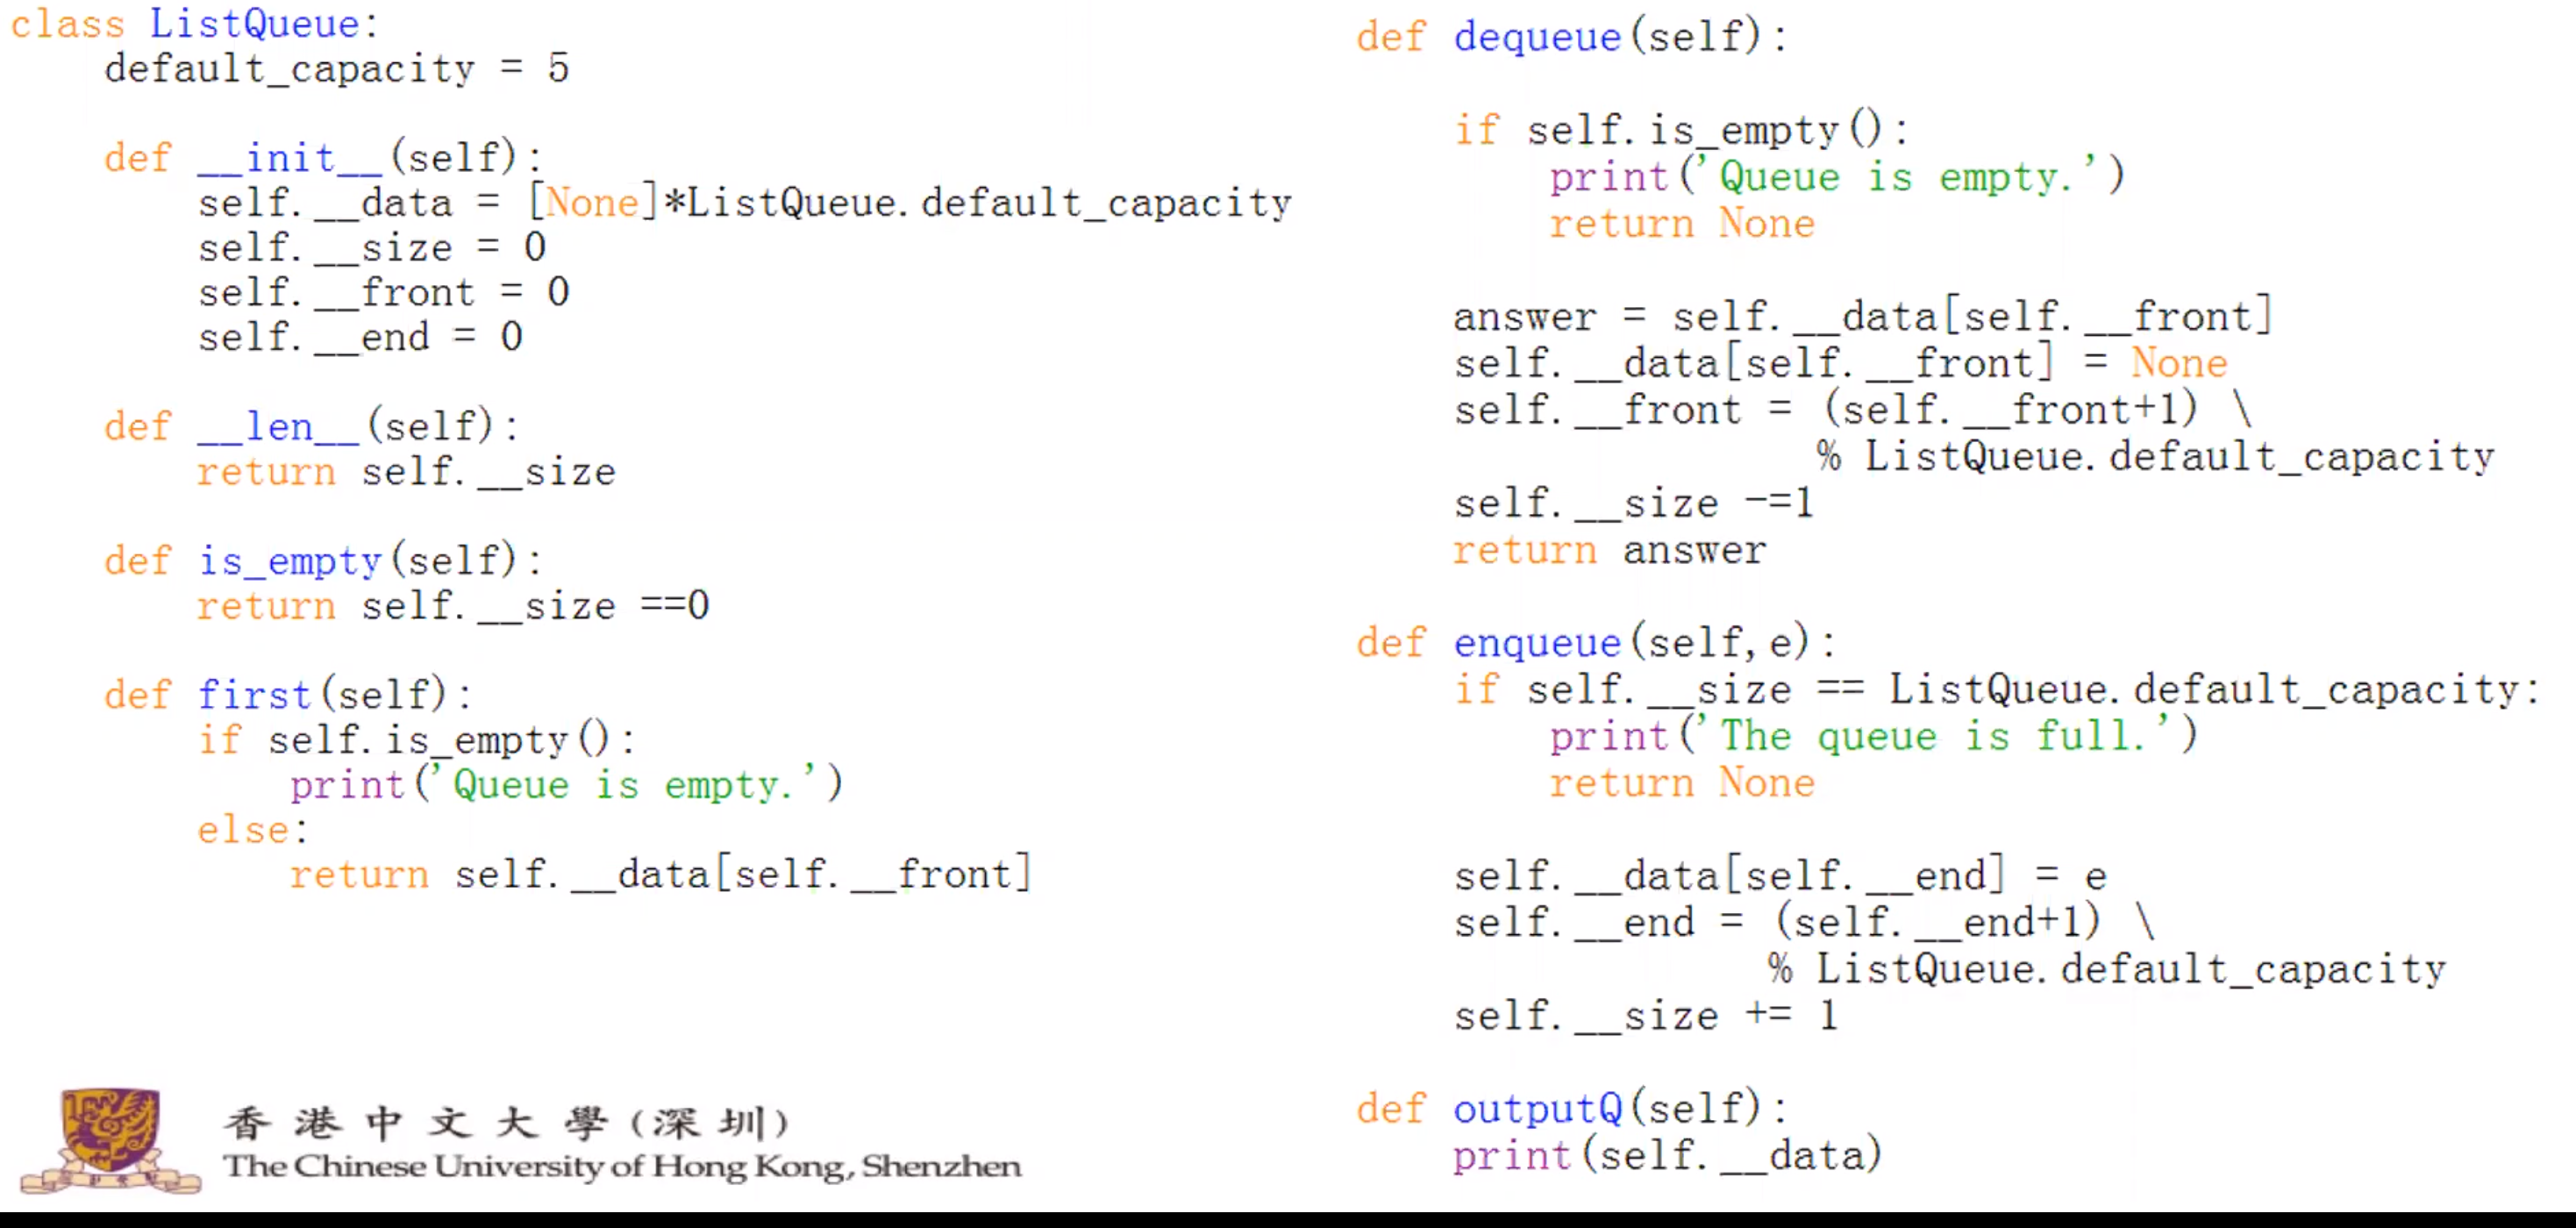 class ListQueue:
    default_capacity = 5

    def __init__(self):
        self.__data = [None]*ListQueue.default_capacity
        self.__size = 0
        self.__front = 0
        self.__end = 0

    def __len__(self):
        return self.__size

    def is_empty(self):
        return self.__size ==0

    def first(self):
        if self.is_empty():
            print('Queue is empty.')
        else:
            return self.__data[self.__front]

    def dequeue(self):

        if self.is_empty():
            print('Queue is empty.')
            return None

        answer = self.__data[self.__front]
        self.__data[self.__front] = None
        self.__front = (self.__front+1) \
                       % ListQueue.default_capacity
        self.__size -=1
        return answer

    def enqueue(self,e):
        if self.__size == ListQueue.default_capacity:
            print('The queue is full.')
            return None

        self.__data[self.__end] = e
        self.__end = (self.__end+1) \
                     % ListQueue.default_capacity
        self.__size += 1

    def outputQ(self):
        print(self.__data)

香港中文大學(深圳)
The Chinese University of Hong Kong, Shenzhen